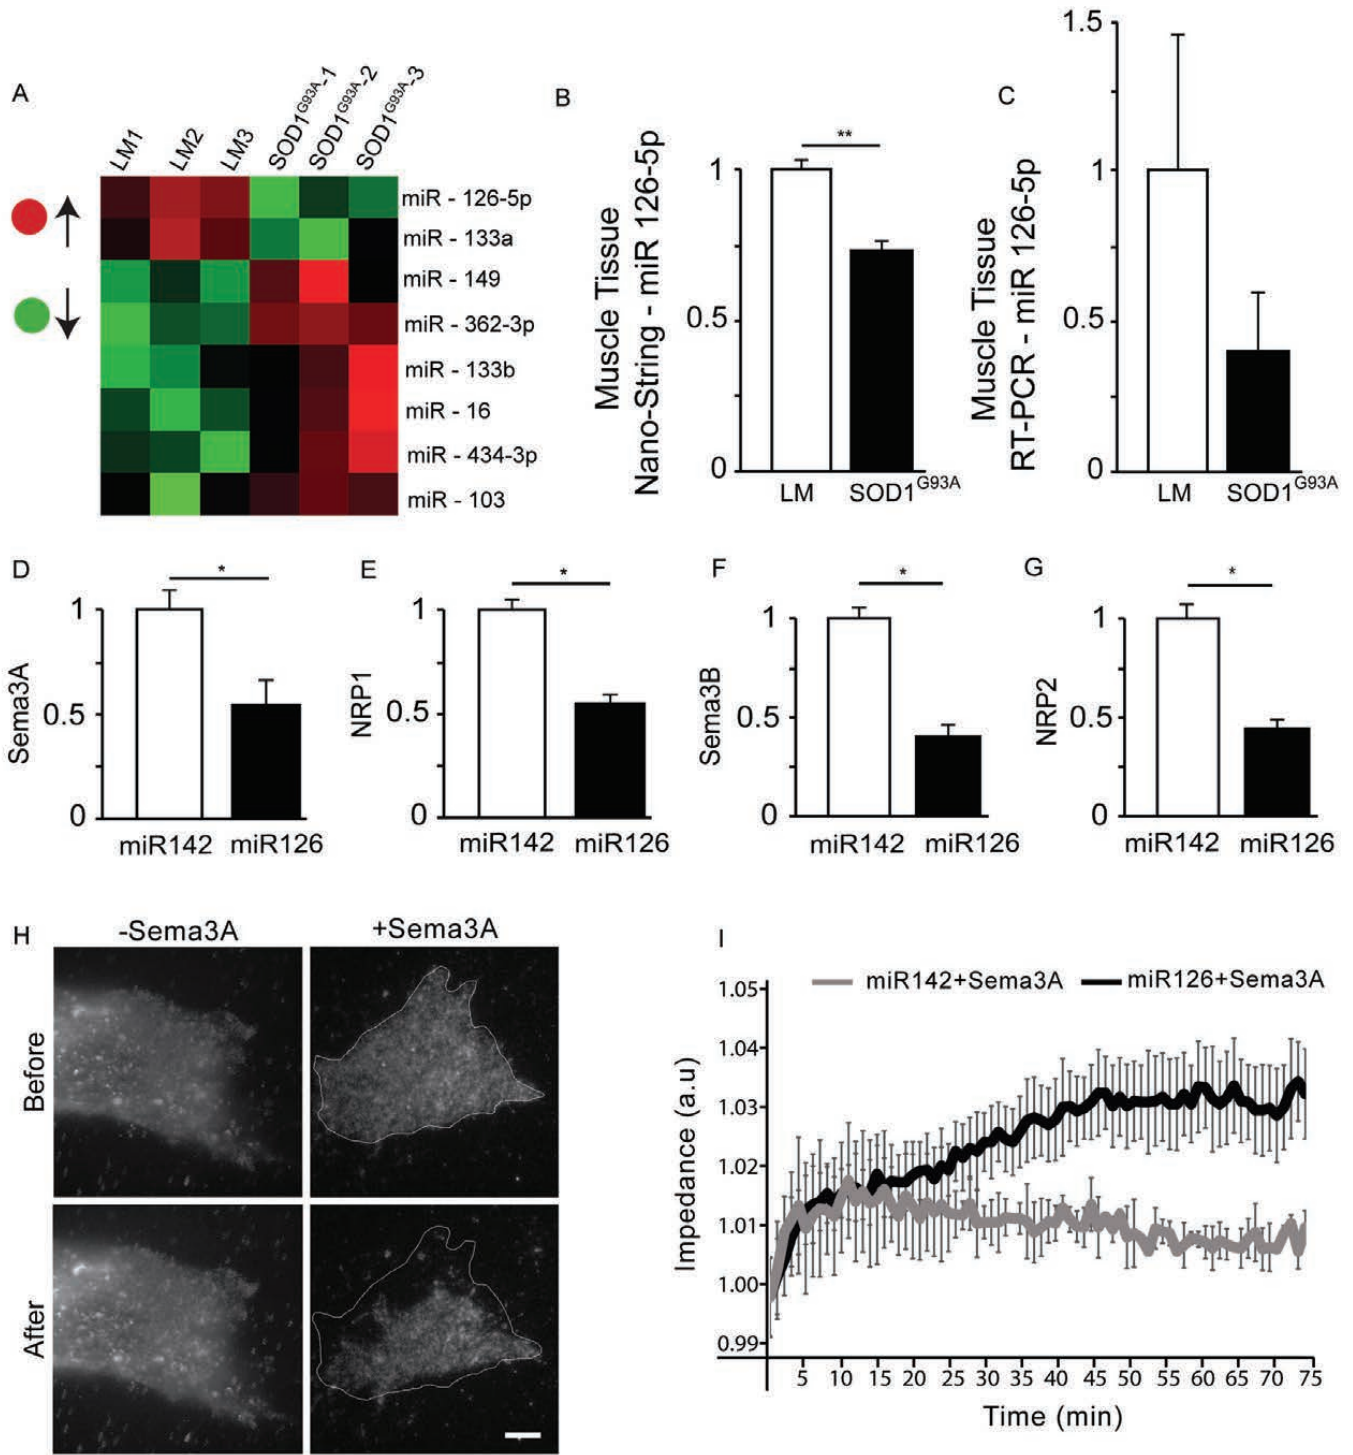 A
LM1
LM2
LM3
SOD1G93A-1
SOD1G93A-2
SOD1G93A-3
miR - 126-5p
miR - 133a
miR - 149
miR - 362-3p
miR - 133b
miR - 16
miR - 434-3p
miR - 103
B
Muscle Tissue
Nano-String - miR 126-5p
1
0.5
0
**
LM
SOD1G93A
C
Muscle Tissue
RT-PCR - miR 126-5p
1.5
1
0.5
0
LM
SOD1G93A
D
Sema3A
1
0.5
0
*
miR142
miR126
E
NRP1
1
0.5
0
*
miR142
miR126
F
Sema3B
1
0.5
0
*
miR142
miR126
G
NRP2
1
0.5
0
*
miR142
miR126
H
-Sema3A
+Sema3A
Before
After
I
miR142+Sema3A
miR126+Sema3A
Impedance (a.u)
1.05
1.04
1.03
1.02
1.01
1.00
0.99
5 10 15 20 25 30 35 40 45 50 55 60 65 70 75
Time (min)